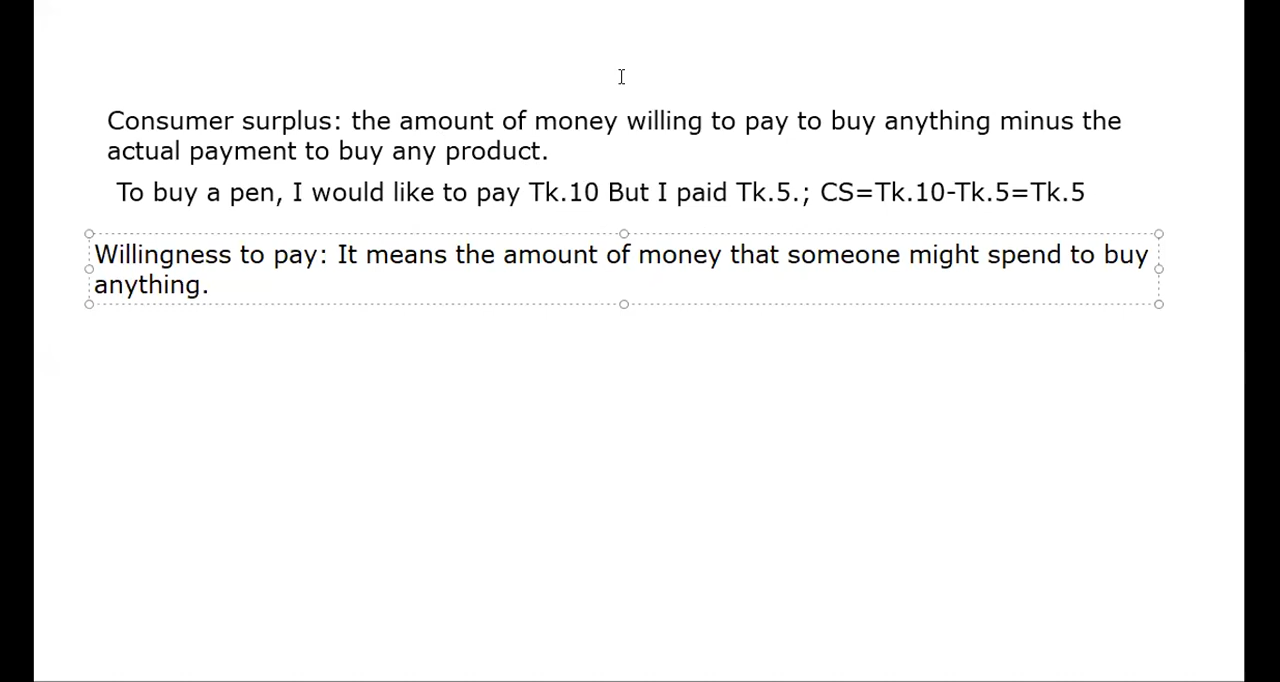 Consumer surplus: the amount of money willing to pay to buy anything minus the
actual payment to buy any product.
To buy a pen, I would like to pay Tk.10 But I paid Tk.5.; CS=Tk.10-Tk.5=Tk.5
Willingness to pay: It means the amount of money that someone might spend to buy
anything.